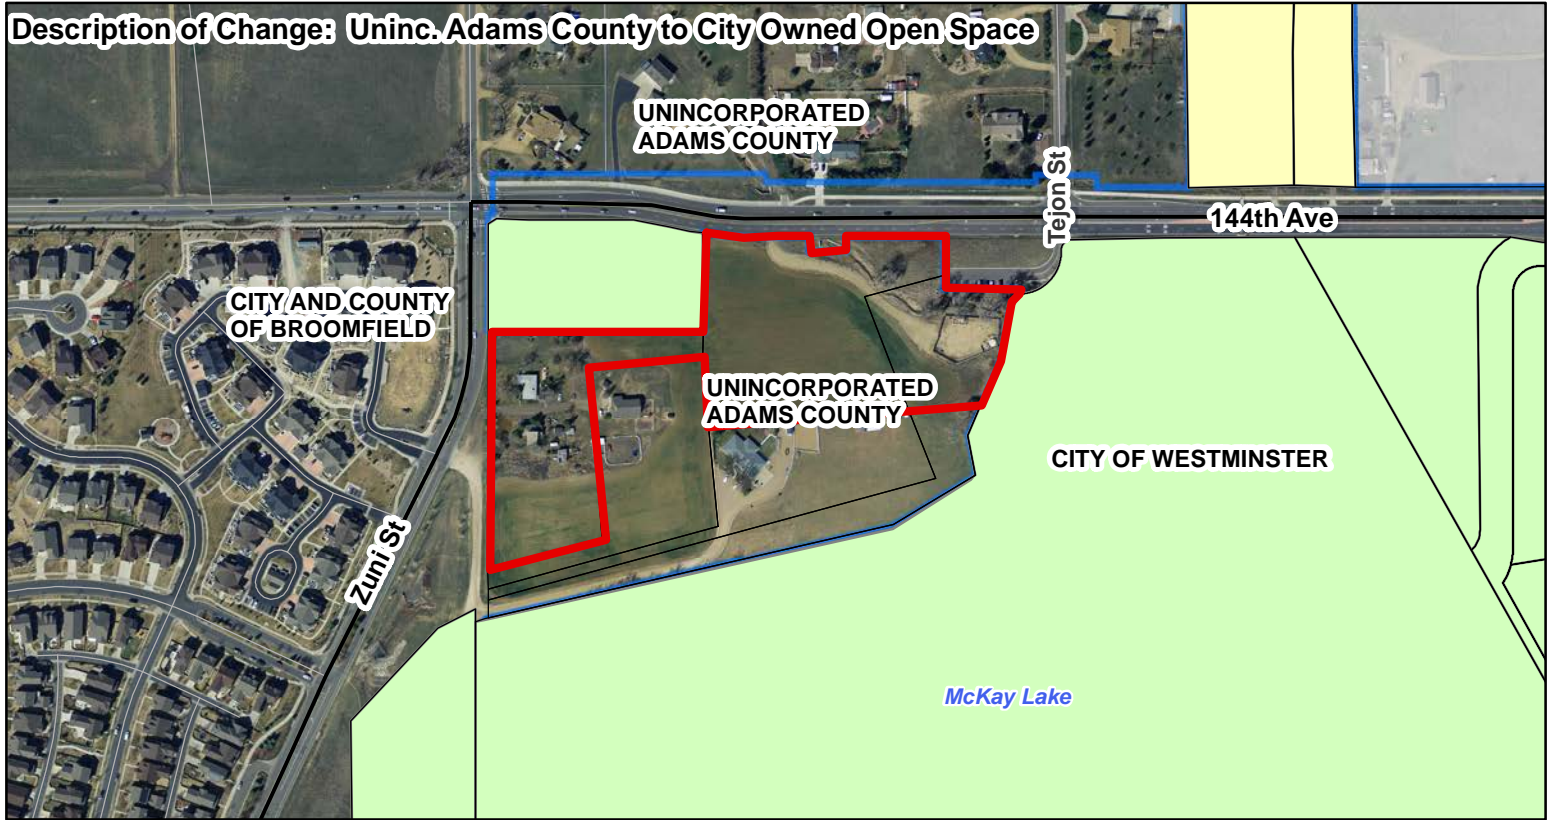 Description of Change: Uninc. Adams County to City Owned Open Space
UNINCORPORATED
ADAMS COUNTY
Tejon St
144th Ave
CITY AND COUNTY
OF BROOMFIELD
UNINCORPORATED
ADAMS COUNTY
CITY OF WESTMINSTER
Zuni St
McKay Lake